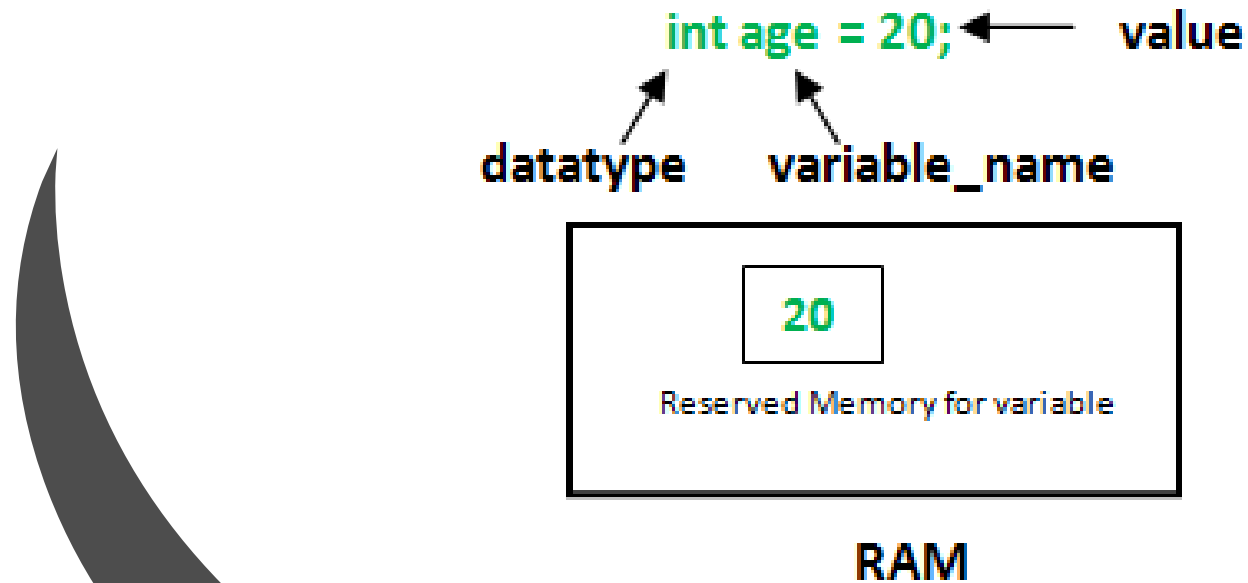 int age = 20; value
datatype variable_name
20
Reserved Memory for variable
RAM